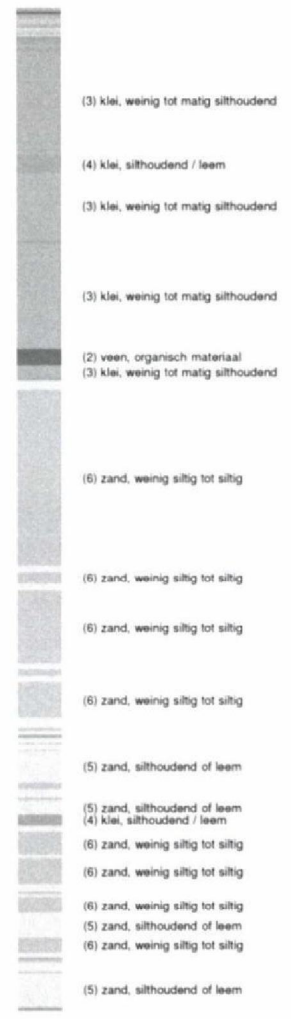 (3) klei, weinig tot matig silthoudend
(4) klei, silthoudend / leem
(3) klei, weinig tot matig silthoudend
(3) klei, weinig tot matig silthoudend
(2) veen, organisch materiaal
(3) klei, weinig tot matig silthoudend
(6) zand, weinig siltig tot siltig
(6) zand, weinig siltig tot siltig
(6) zand, weinig siltig tot siltig
(6) zand, weinig siltig tot siltig
(5) zand, silthoudend of leem
(5) zand, silthoudend of leem
(4) klei, silthoudend / leem
(6) zand, weinig siltig tot siltig
(6) zand, weinig siltig tot siltig
(6) zand, weinig siltig tot siltig
(5) zand, silthoudend of leem
(6) zand, weinig siltig tot siltig
(5) zand, silthoudend of leem